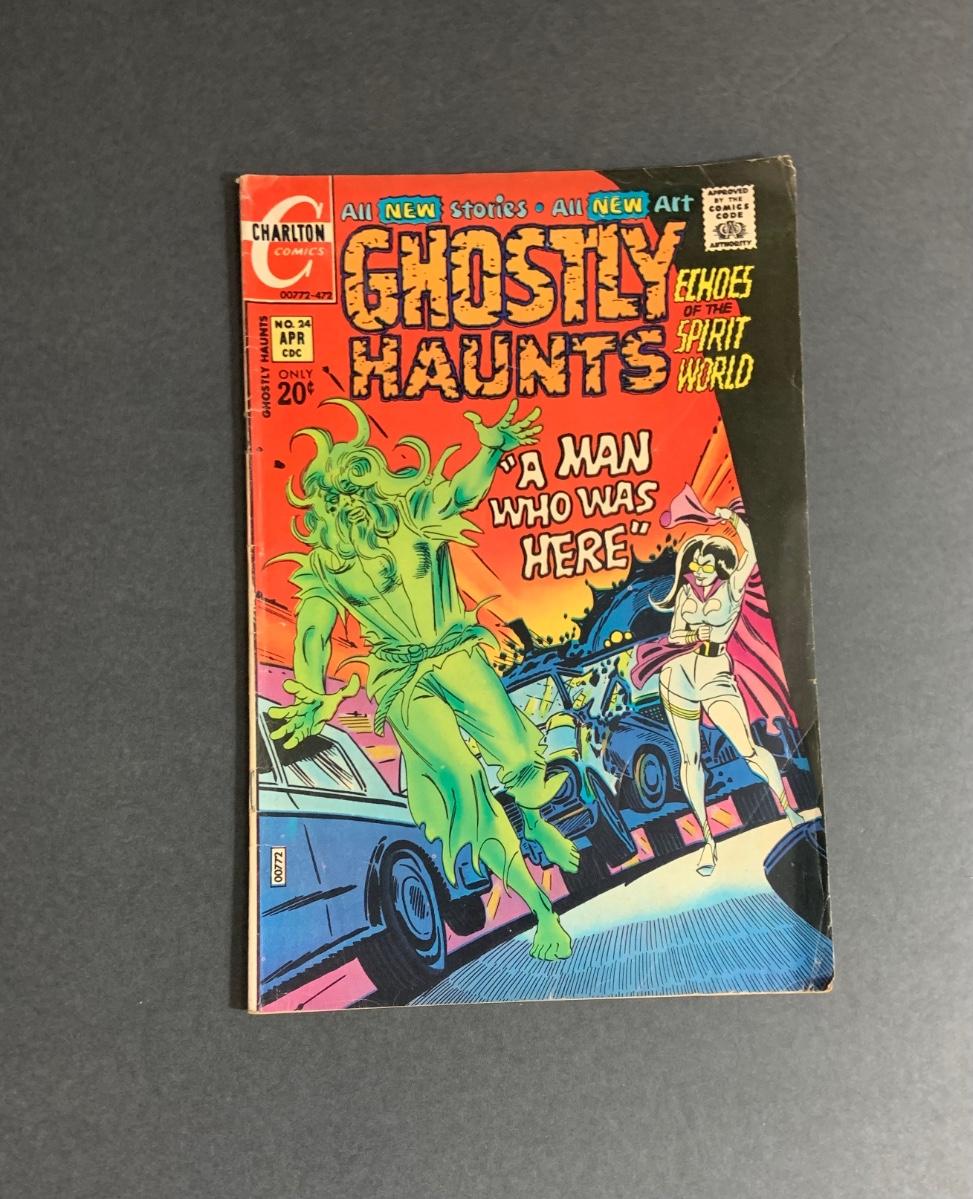 All NEW Stories • All NEW Art
CHARLTON
COMICS
00772-472
GHOSTLY
HAUNTS
APPROVED
BY THE
COMICS
CODE
AUTHORITY
ECHOES
OF THE
SPIRIT
WORLD
GHOSTLY HAUNTS
NO. 24
APR
CDC
ONLY
20¢
"A MAN
WHO WAS
HERE"
00772